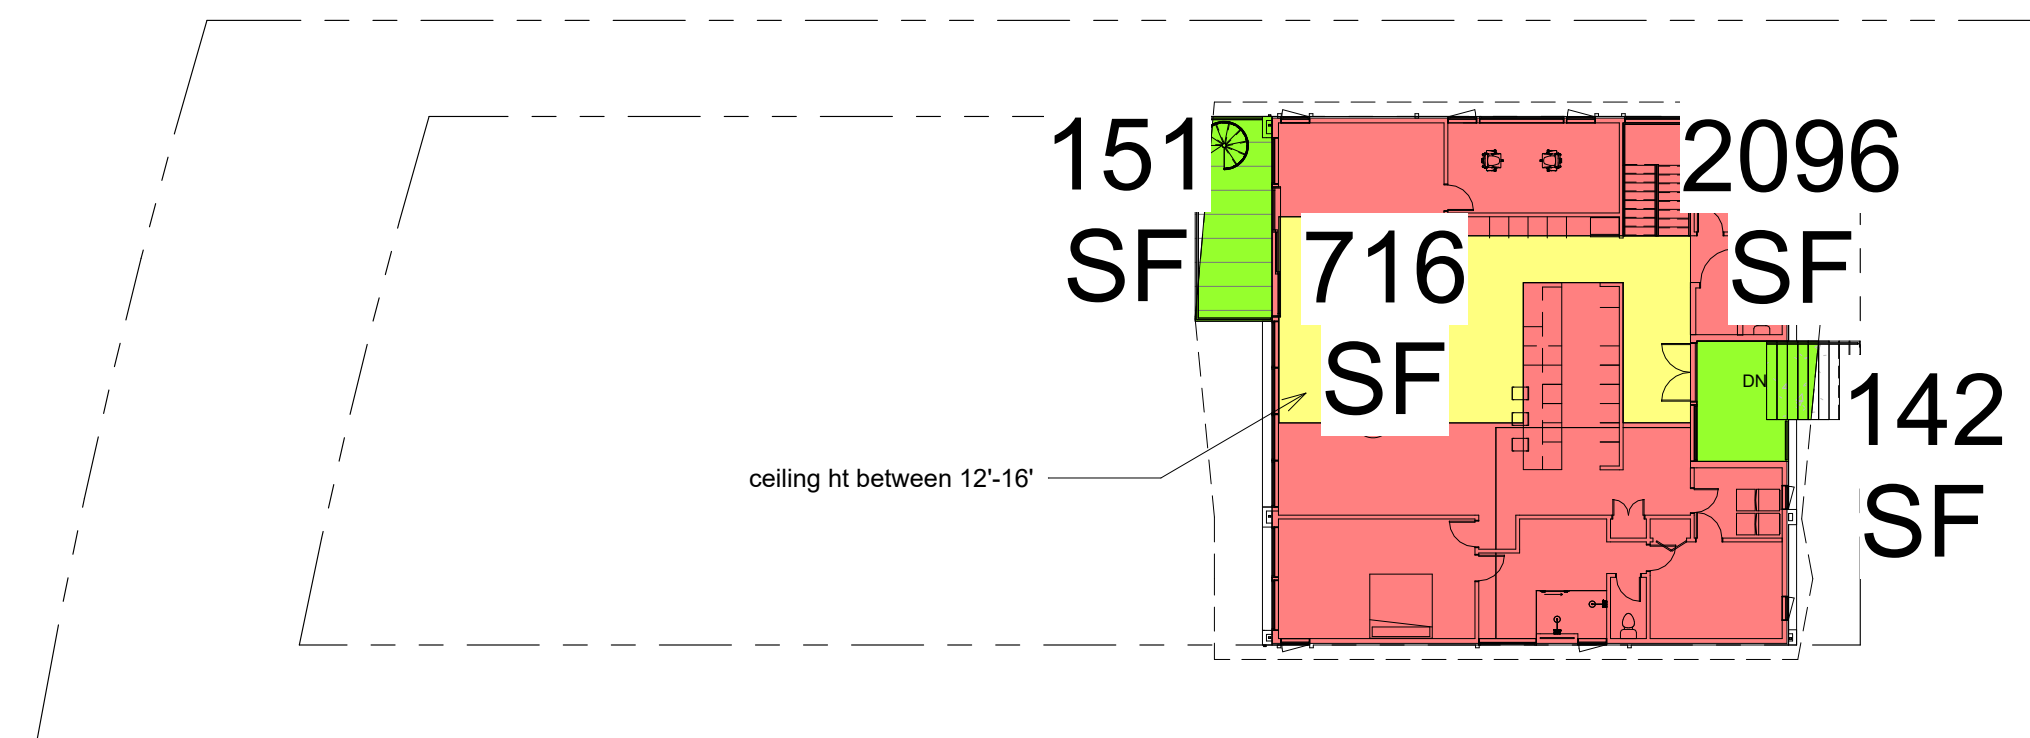 151
SF
2096
SF
716
SF
DN
142
SF
ceiling ht between 12'-16'